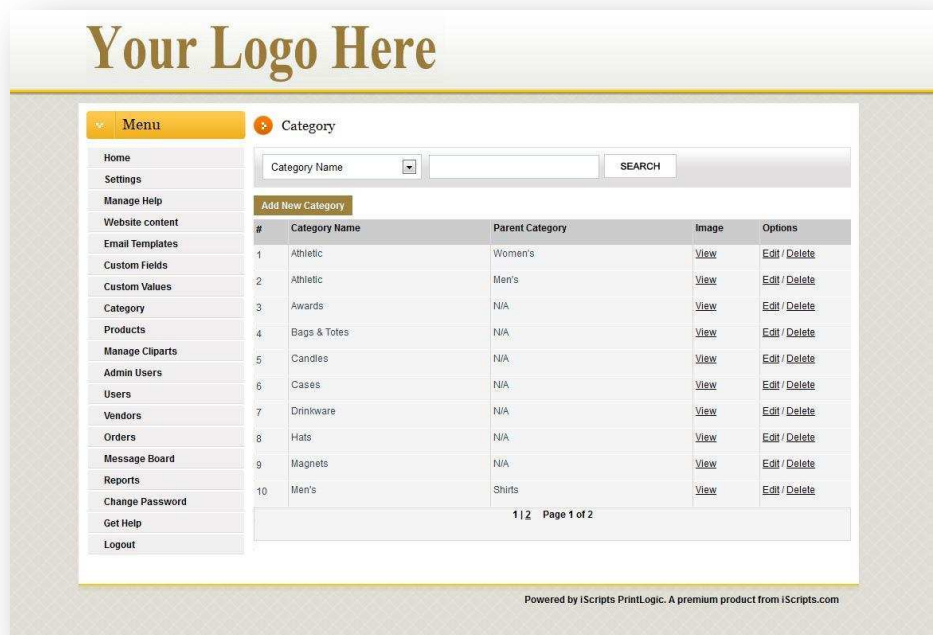 Your Logo Here
Menu
Home
Settings
Manage Help
Website content
Email Templates
Custom Fields
Custom Values
Category
Products
Manage Cliparts
Admin Users
Users
Vendors
Orders
Message Board
Reports
Change Password
Get Help
Logout
Category
Category Name SEARCH
Add New Category
# Category Name Parent Category Image Options
1 Athletic Women's View Edit / Delete
2 Athletic Men's View Edit / Delete
3 Awards N/A View Edit / Delete
4 Bags & Totes N/A View Edit / Delete
5 Candles N/A View Edit / Delete
6 Cases N/A View Edit / Delete
7 Drinkware N/A View Edit / Delete
8 Hats N/A View Edit / Delete
9 Magnets N/A View Edit / Delete
10 Men's Shirts View Edit / Delete
1 | 2 Page 1 of 2
Powered by iScripts PrintLogic. A premium product from iScripts.com